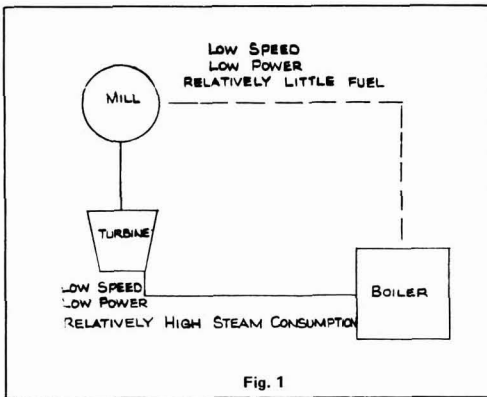 LOW SPEED
LOW POWER
RELATIVELY LITTLE FUEL
MILL
TURBINE
BOILER
LOW SPEED
LOW POWER
RELATIVELY HIGH STEAM CONSUMPTION
Fig. 1